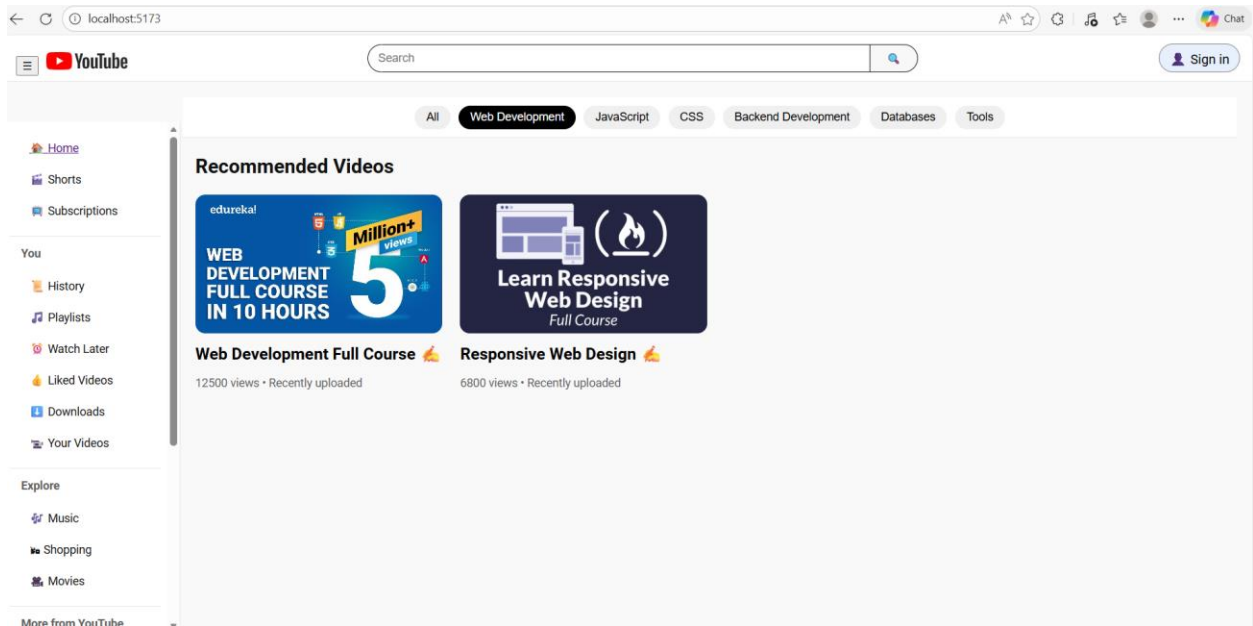 localhost:5173
Chat
YouTube
Search
Sign in
All
Web Development
JavaScript
CSS
Backend Development
Databases
Tools
Home
Shorts
Subscriptions
You
History
Playlists
Watch Later
Liked Videos
Downloads
Your Videos
Explore
Music
Shopping
Movies
More from YouTube
Recommended Videos
edureka!
Million+
views
5
WEB
DEVELOPMENT
FULL COURSE
IN 10 HOURS
Web Development Full Course ✍️
12500 views • Recently uploaded
Learn Responsive
Web Design
Full Course
Responsive Web Design ✍️
6800 views • Recently uploaded